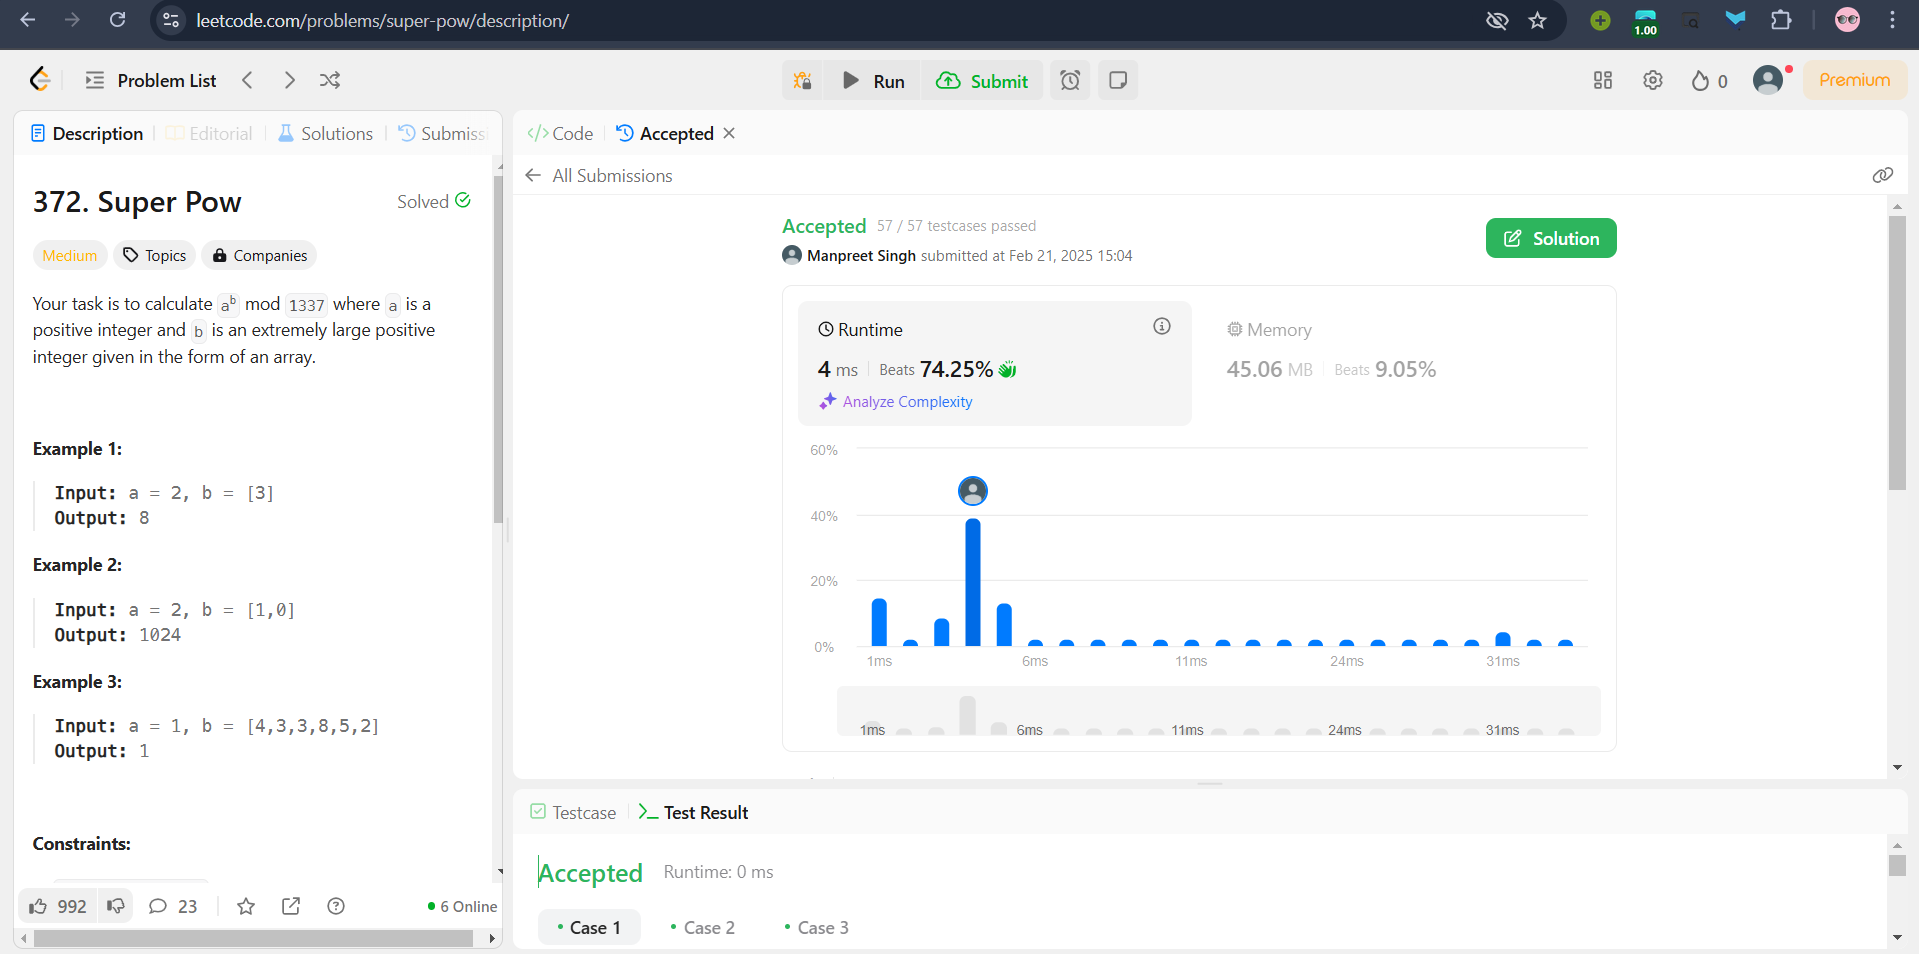 leetcode.com/problems/super-pow/description/
1.00
Problem List
Run
Submit
0
Premium
Description
Editorial
Solutions
Submiss
372. Super Pow
Solved
Medium
Topics
Companies
Your task is to calculate a^b mod 1337 where a is a
positive integer and b is an extremely large positive
integer given in the form of an array.
Example 1:
Input: a = 2, b = [3]
Output: 8
Example 2:
Input: a = 2, b = [1,0]
Output: 1024
Example 3:
Input: a = 1, b = [4,3,3,8,5,2]
Output: 1
Constraints:
992
23
6 Online
Code
Accepted
All Submissions
Accepted 57 / 57 testcases passed
Manpreet Singh submitted at Feb 21, 2025 15:04
Solution
Runtime
4 ms Beats 74.25%
Analyze Complexity
Memory
45.06 MB Beats 9.05%
60%
40%
20%
0%
1ms 6ms 11ms 24ms 31ms
1ms 6ms 11ms 24ms 31ms
Testcase
Test Result
Accepted Runtime: 0 ms
Case 1 Case 2 Case 3